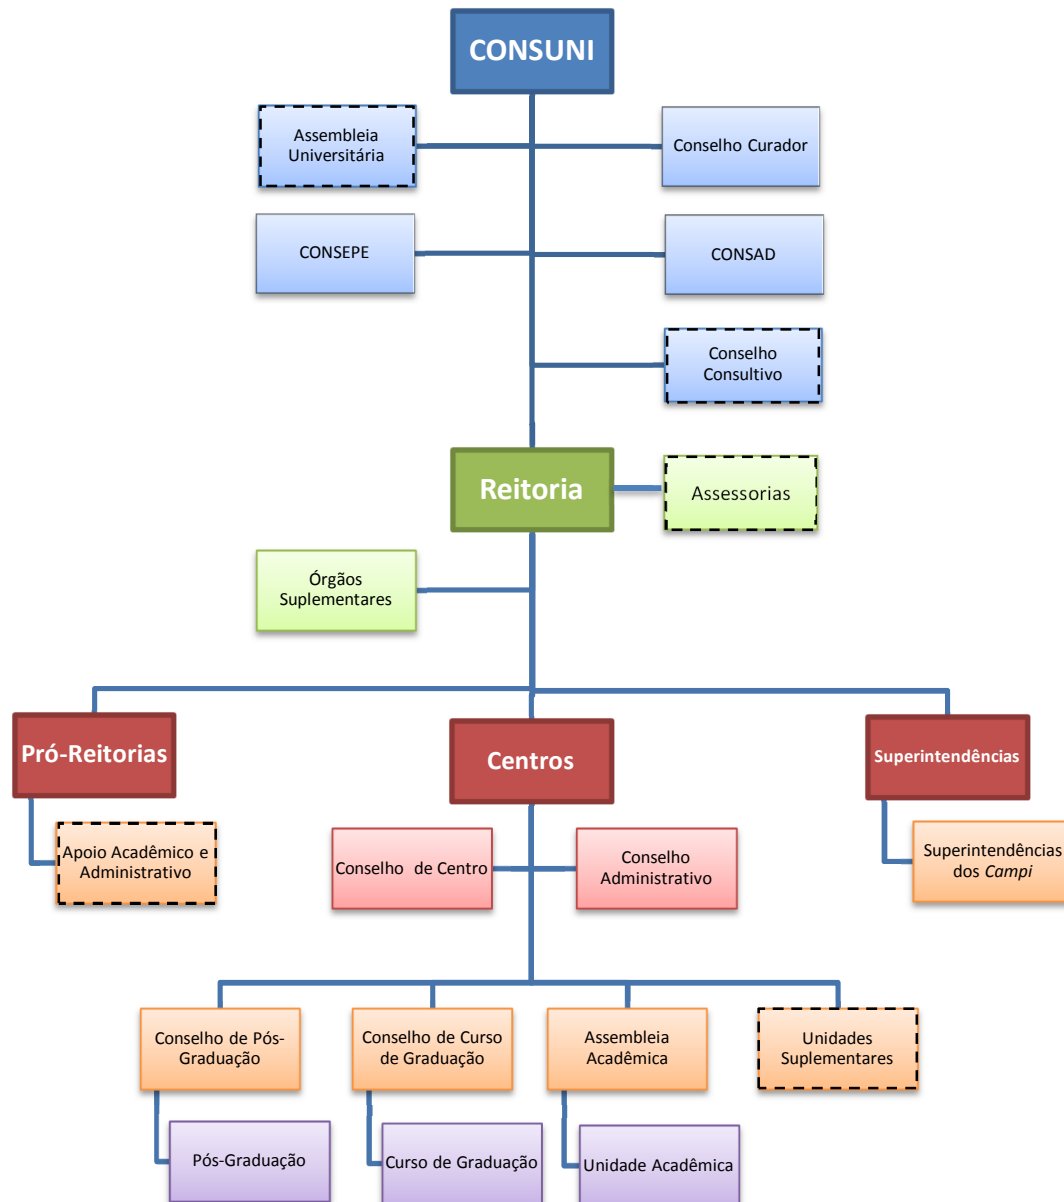 CONSUNI
Assembleia
Universitária
Conselho Curador
CONSEPE
CONSAD
Conselho
Consultivo
Reitoria
Assessorias
Órgãos
Suplementares
Pró-Reitorias
Centros
Superintendências
Apoio Acadêmico e
Administrativo
Conselho de Centro
Conselho
Administrativo
Superintendências
dos Campi
Conselho de Pós-
Graduação
Conselho de Curso
de Graduação
Assembleia
Acadêmica
Unidades
Suplementares
Pós-Graduação
Curso de Graduação
Unidade Acadêmica